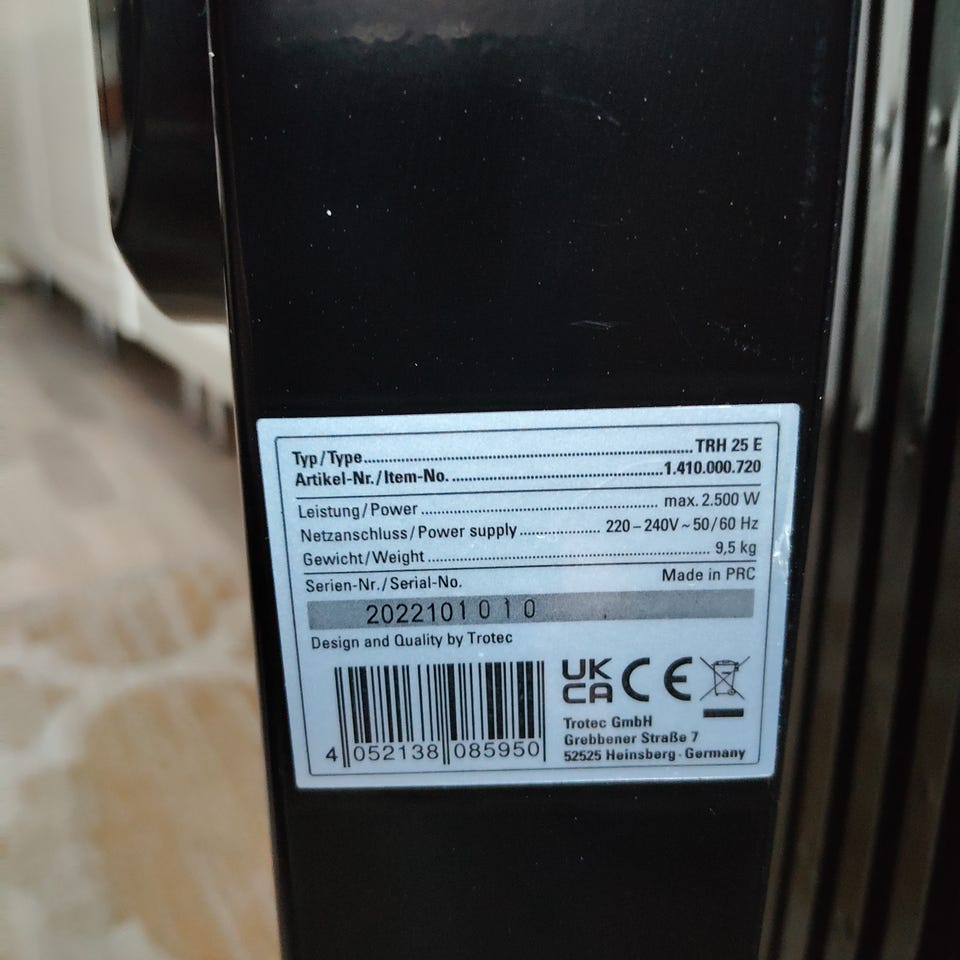 Typ/Type........................TRH 25 E
Artikel-Nr./Item-No. ........................1.410.000.720
Leistung/Power ........................ max. 2.500 W
Netzanschluss/Power supply ............... 220–240V ~ 50/60 Hz
Gewicht/Weight ........................ 9,5 kg
Serien-Nr./Serial-No. Made in PRC
2022101010
Design and Quality by Trotec
UK
CA CE
4 052138 085950
Trotec GmbH
Grebbener Straße 7
52525 Heinsberg · Germany